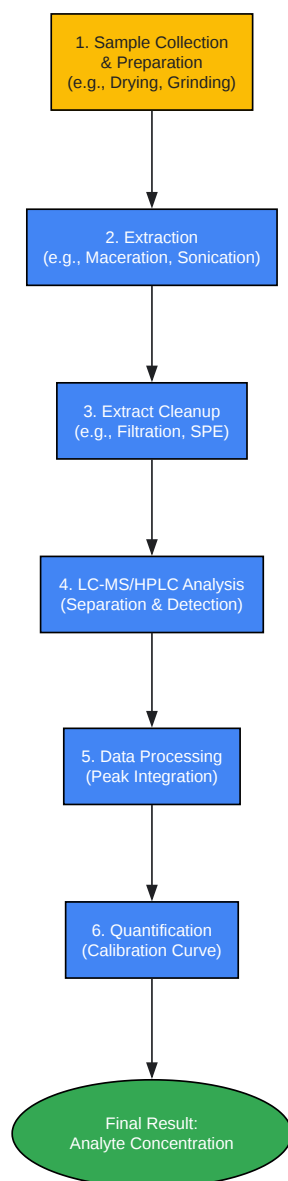 1. Sample Collection
& Preparation
(e.g., Drying, Grinding)
2. Extraction
(e.g., Maceration, Sonication)
3. Extract Cleanup
(e.g., Filtration, SPE)
4. LC-MS/HPLC Analysis
(Separation & Detection)
5. Data Processing
(Peak Integration)
6. Quantification
(Calibration Curve)
Final Result:
Analyte Concentration